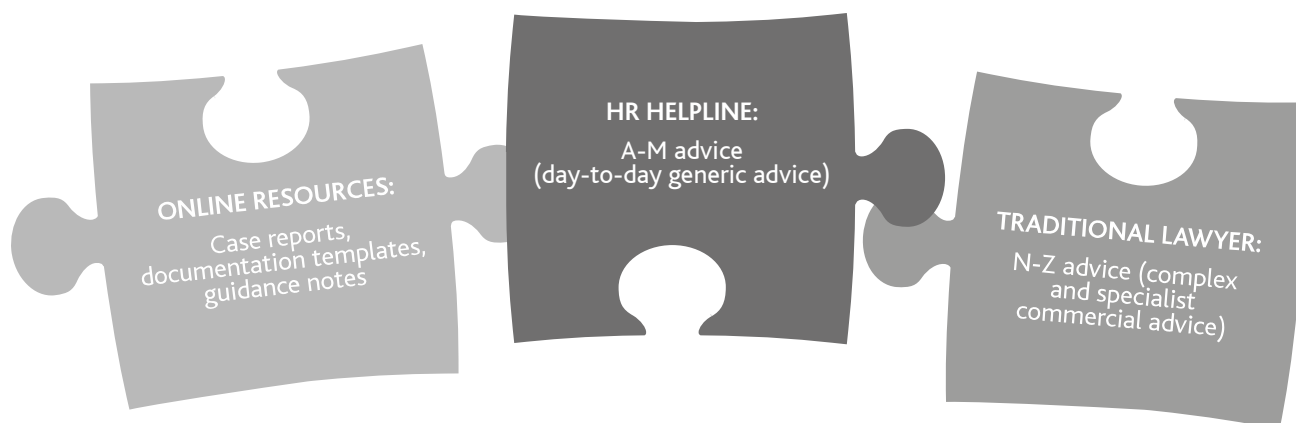 ONLINE RESOURCES:
Case reports,
documentation templates,
guidance notes
HR HELPLINE:
A-M advice
(day-to-day generic advice)
TRADITIONAL LAWYER:
N-Z advice (complex
and specialist
commercial advice)